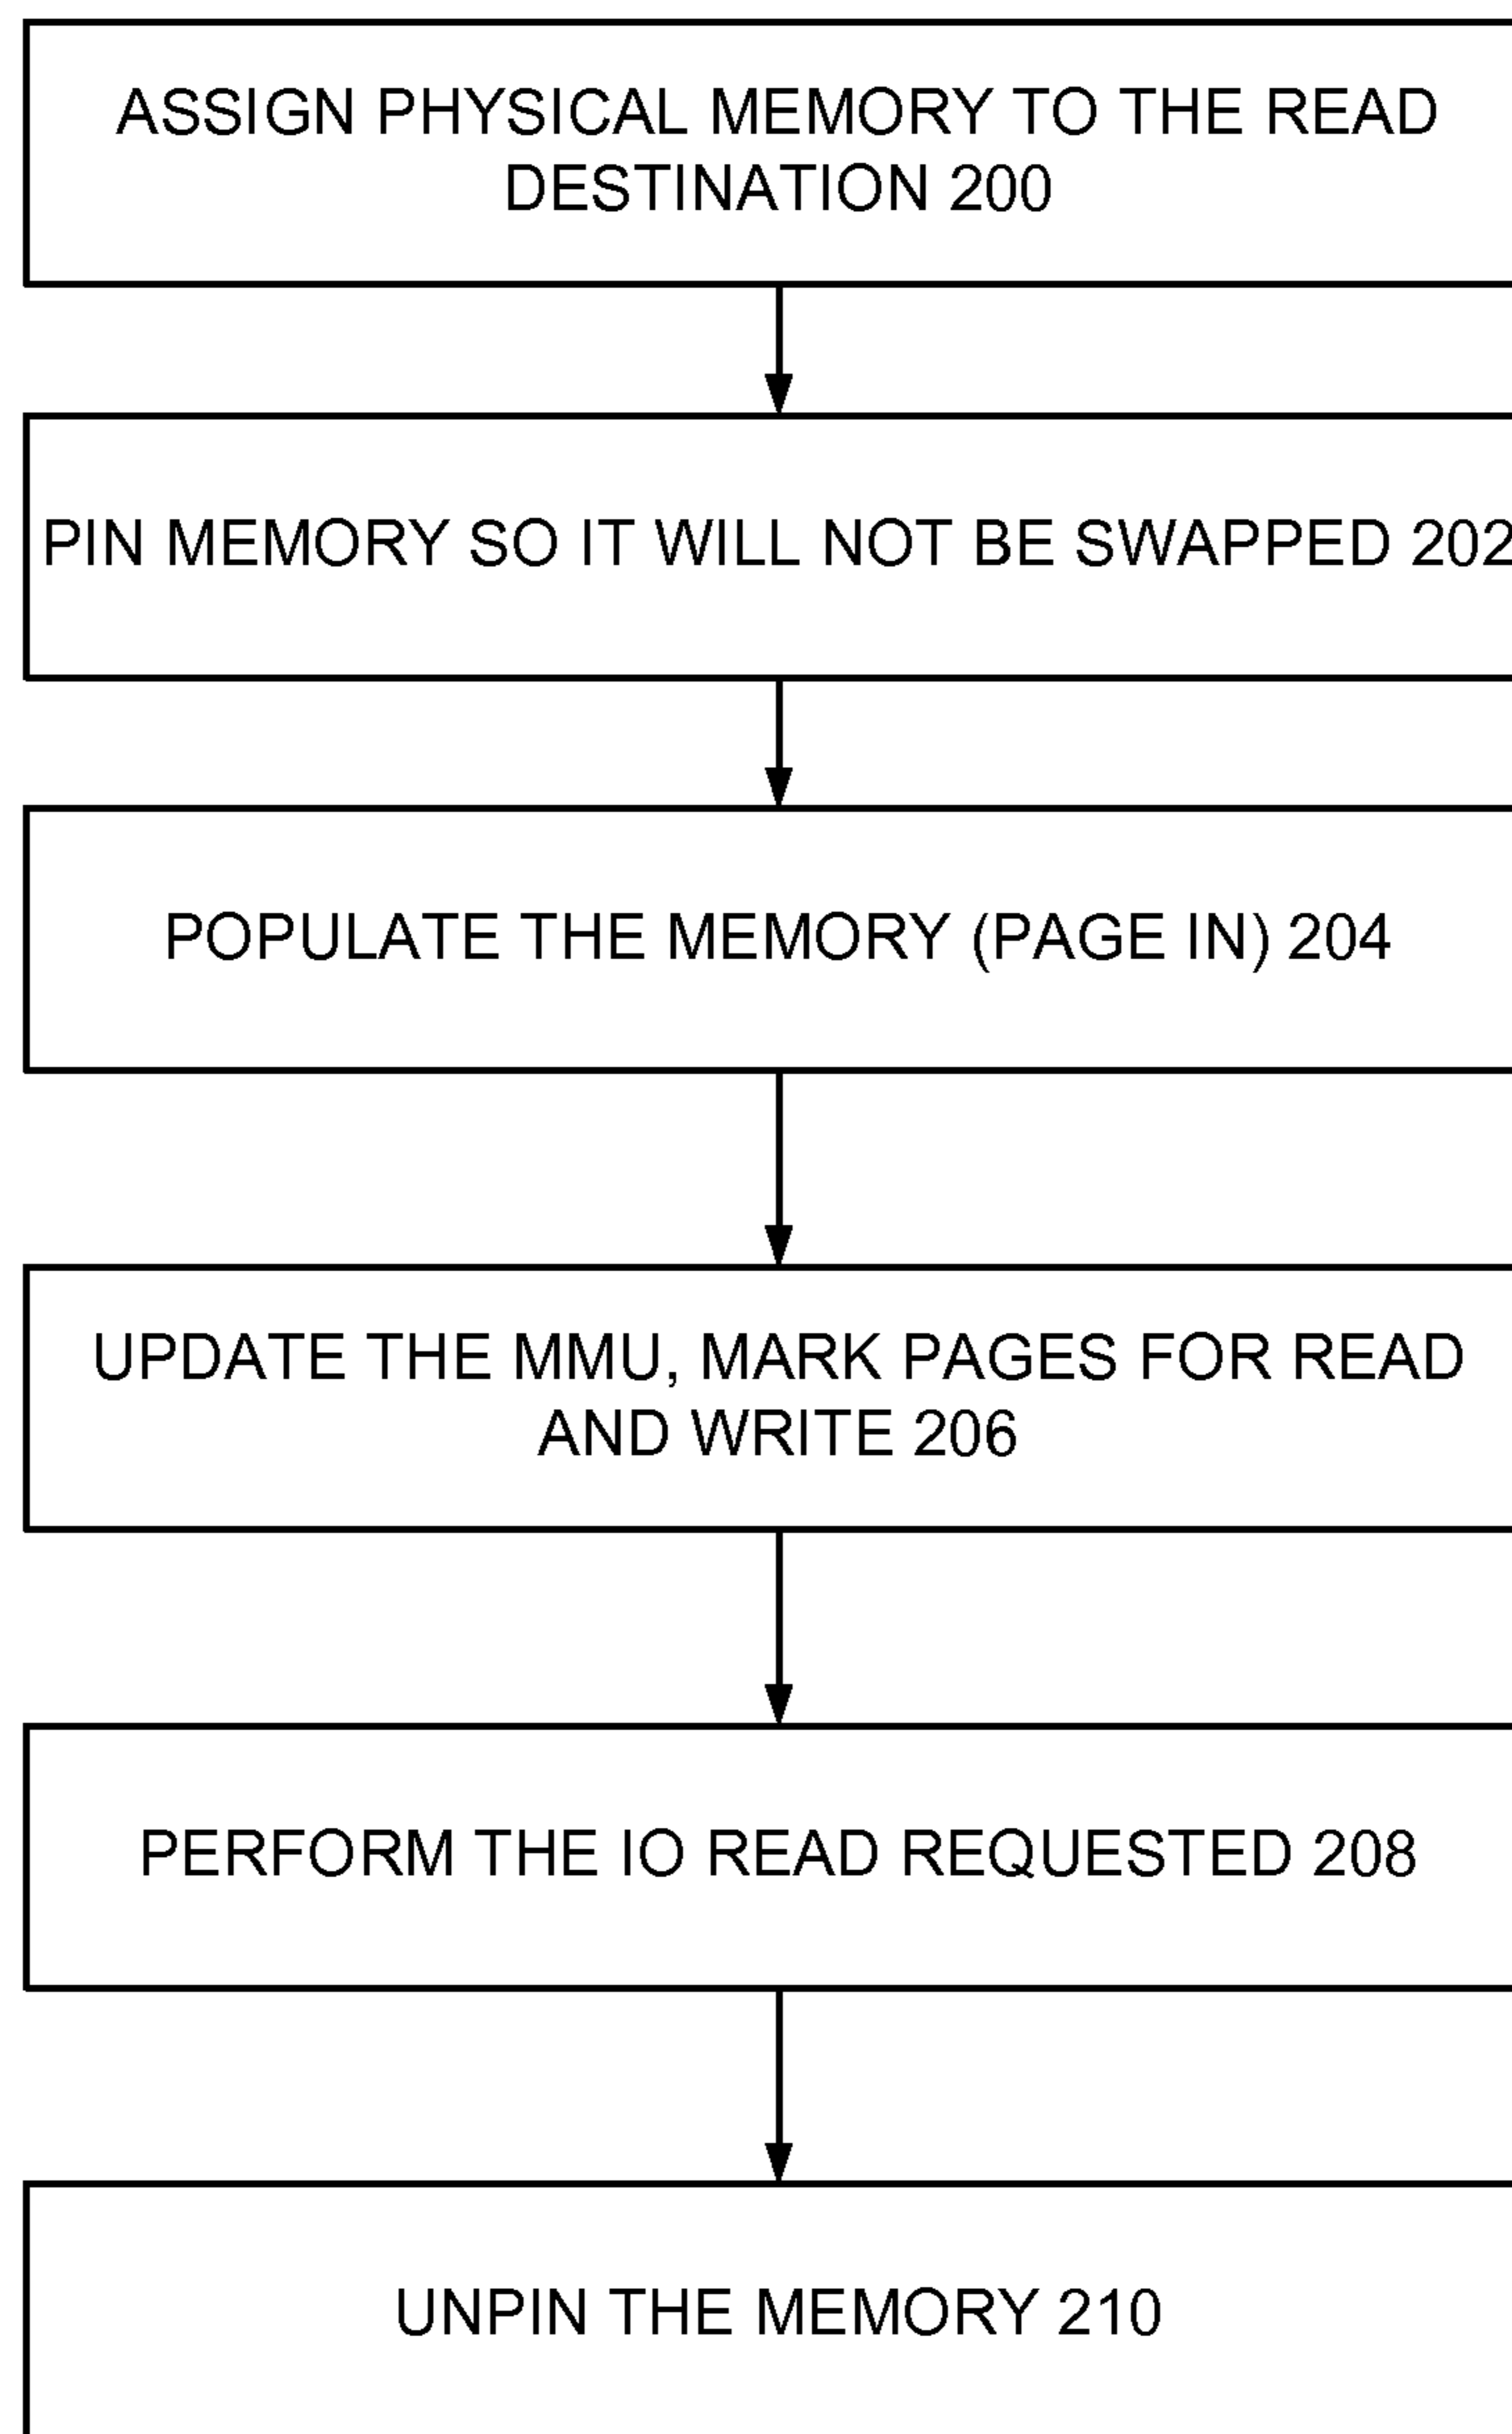 ASSIGN PHYSICAL MEMORY TO THE READ
DESTINATION 200
PIN MEMORY SO IT WILL NOT BE SWAPPED 202
POPULATE THE MEMORY (PAGE IN) 204
UPDATE THE MMU, MARK PAGES FOR READ
AND WRITE 206
PERFORM THE IO READ REQUESTED 208
UNPIN THE MEMORY 210